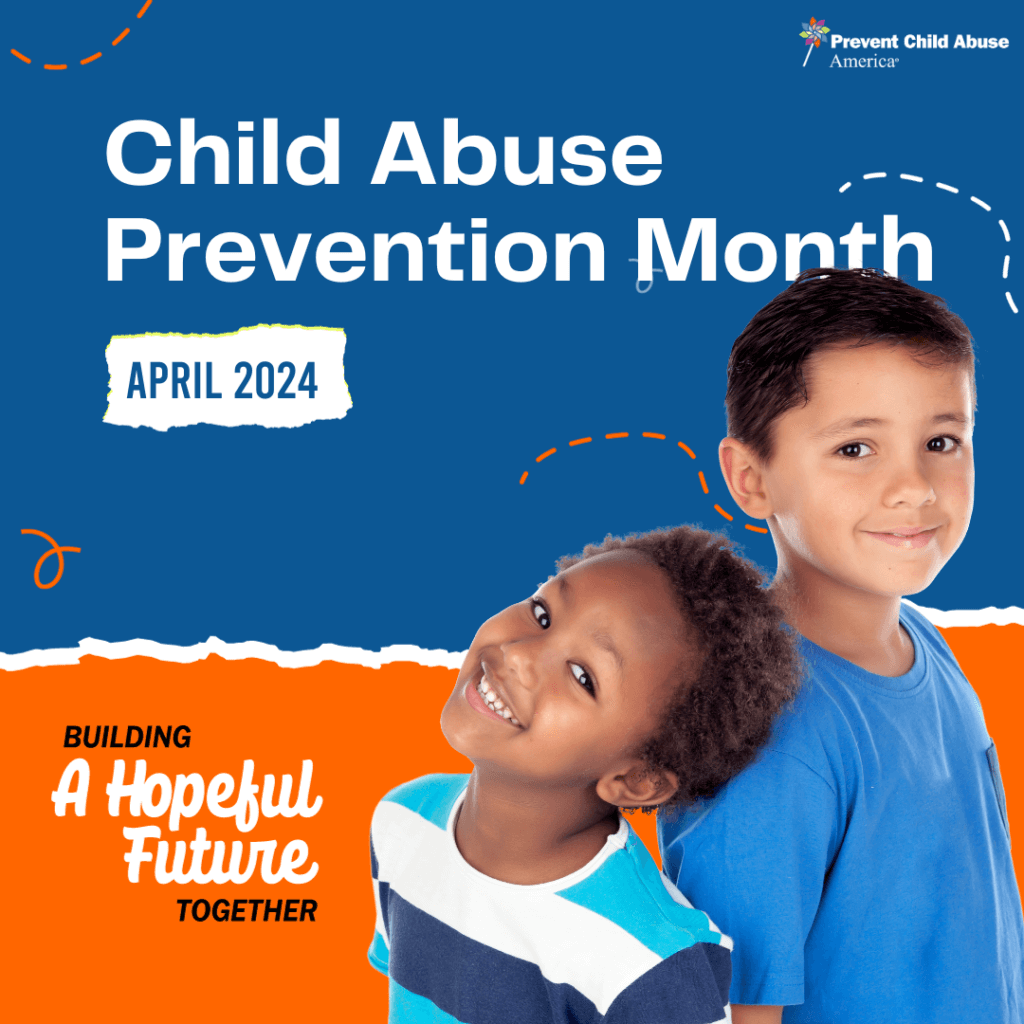 Prevent Child Abuse
America®
Child Abuse
Prevention Month
APRIL 2024
BUILDING
A Hopeful
Future
TOGETHER